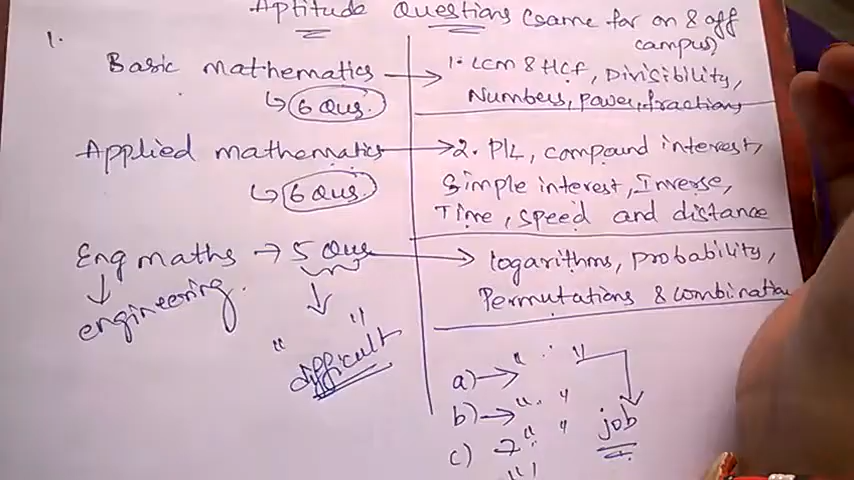 Aptitude Questions (same for on & off campus)
1.
Basic mathematics → 1. LCM & HCF, Divisibility,
↳ 6 Qus. Numbers, power, fractions
Applied mathematics → 2. P/L, compound interest,
↳ 6 Qus. Simple interest, Inverse,
Time, speed and distance
Eng maths → 5 Qus → logarithms, probability,
↓ engineering. Permutations & combination
↓ " difficult "
a) → " . "
b) → " . " job
c) → " "
" "